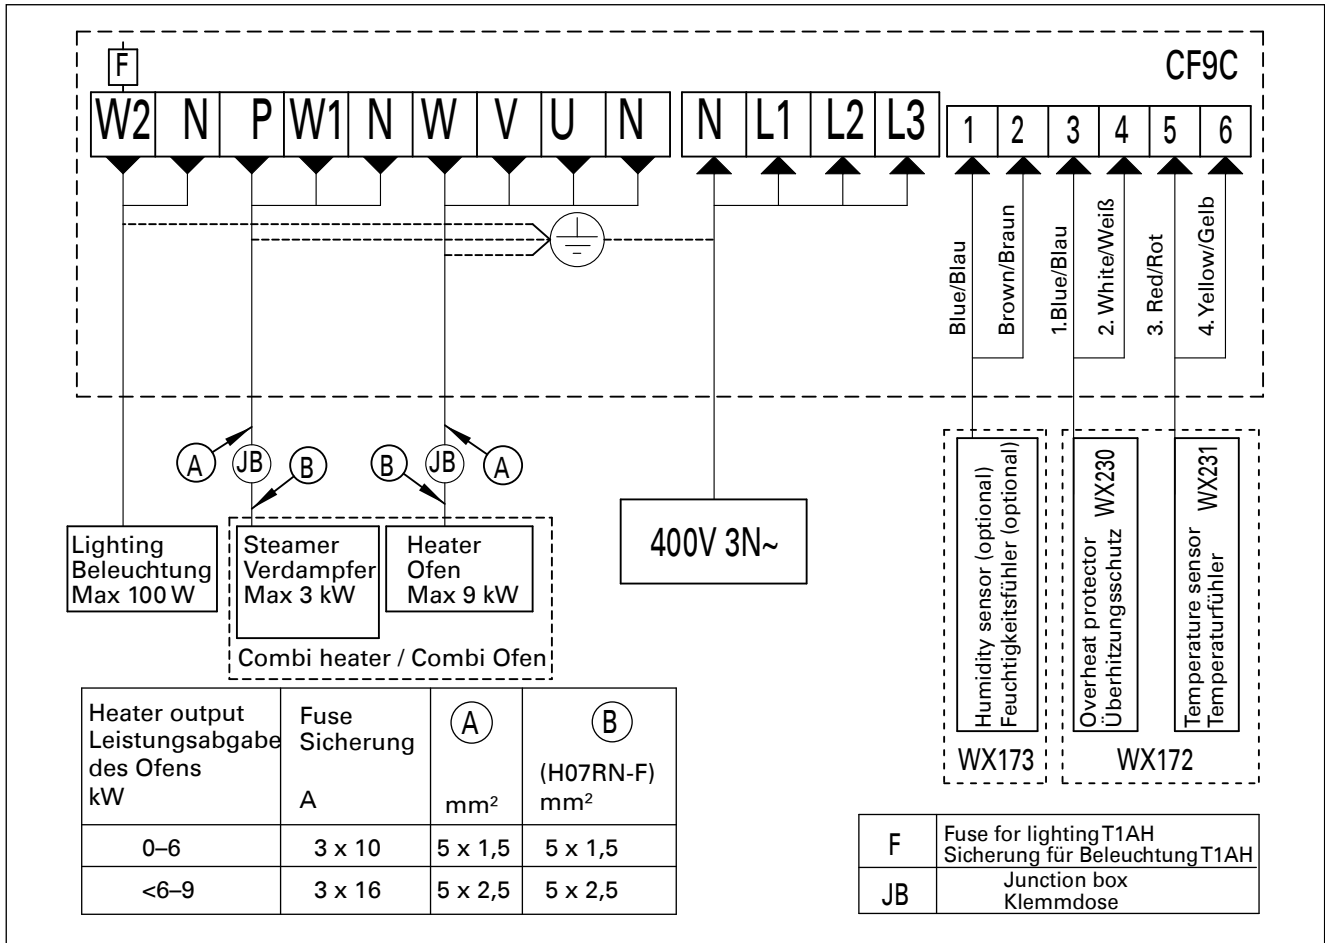 F
CF9C
W2 N P W1 N W V U N N L1 L2 L3 1 2 3 4 5 6
Blue/Blau
Brown/Braun
1.Blue/Blau
2. White/Weiß
3. Red/Rot
4. Yellow/Gelb
A JB B B JB A
Lighting
Beleuchtung
Max 100 W
Steamer
Verdampfer
Max 3 kW
Heater
Ofen
Max 9 kW
Combi heater / Combi Ofen
400V 3N~
Humidity sensor (optional)
Feuchtigkeitsfühler (optional)
WX173
Overheat protector
Überhitzungsschutz WX230
Temperature sensor
Temperaturfühler WX231
WX172
Heater output
Leistungsabgabe
des Ofens
kW
Fuse
Sicherung
A
A
mm²
B
(H07RN-F)
mm²
0–6 3 x 10 5 x 1,5 5 x 1,5
<6–9 3 x 16 5 x 2,5 5 x 2,5
F Fuse for lighting T1AH
Sicherung für Beleuchtung T1AH
JB Junction box
Klemmdose